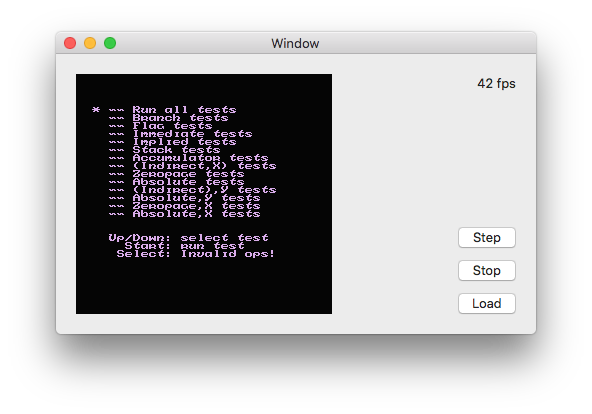 Window
42 fps
* ~~ Run all tests
~~ Branch tests
~~ Flag tests
~~ Immediate tests
~~ Implied tests
~~ Stack tests
~~ Accumulator tests
~~ (Indirect,X) tests
~~ Zeropage tests
~~ Absolute tests
~~ (Indirect),Y tests
~~ Absolute,Y tests
~~ Zeropage,X tests
~~ Absolute,X tests
Up/Down: select test
Start: run test
Select: Invalid ops!
Step
Stop
Load